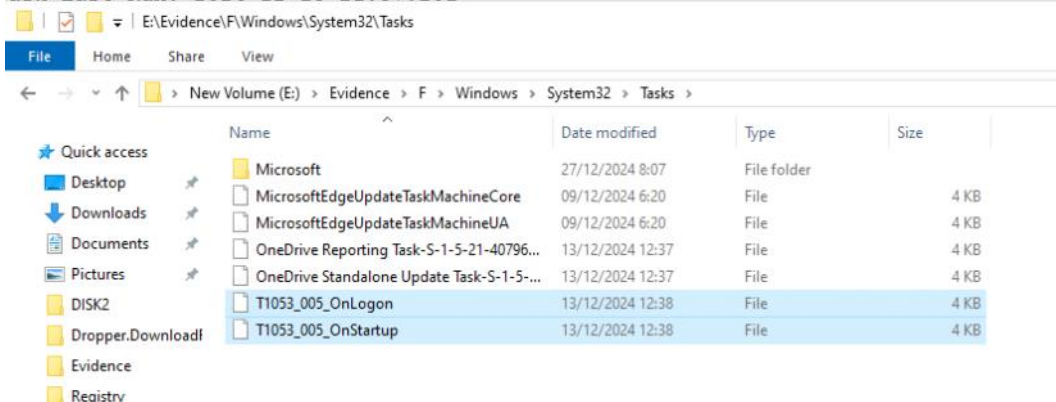 E:\Evidence\F\Windows\System32\Tasks
File Home Share View
New Volume (E:) > Evidence > F > Windows > System32 > Tasks >
Name Date modified Type Size
Quick access
Desktop
Downloads
Documents
Pictures
DISK2
Dropper.Downloadf
Evidence
Registry
Microsoft 27/12/2024 8:07 File folder
MicrosoftEdgeUpdateTaskMachineCore 09/12/2024 6:20 File 4 KB
MicrosoftEdgeUpdateTaskMachineUA 09/12/2024 6:20 File 4 KB
OneDrive Reporting Task-S-1-5-21-40796... 13/12/2024 12:37 File 4 KB
OneDrive Standalone Update Task-S-1-5-... 13/12/2024 12:37 File 4 KB
T1053_005_OnLogon 13/12/2024 12:38 File 4 KB
T1053_005_OnStartup 13/12/2024 12:38 File 4 KB